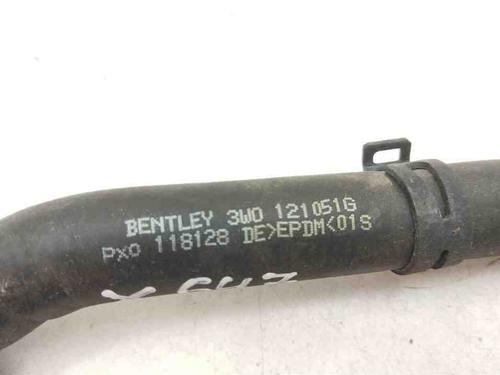 BENTLEY 3W0 121051G
Pxo 118128 DE>EPDM<01S